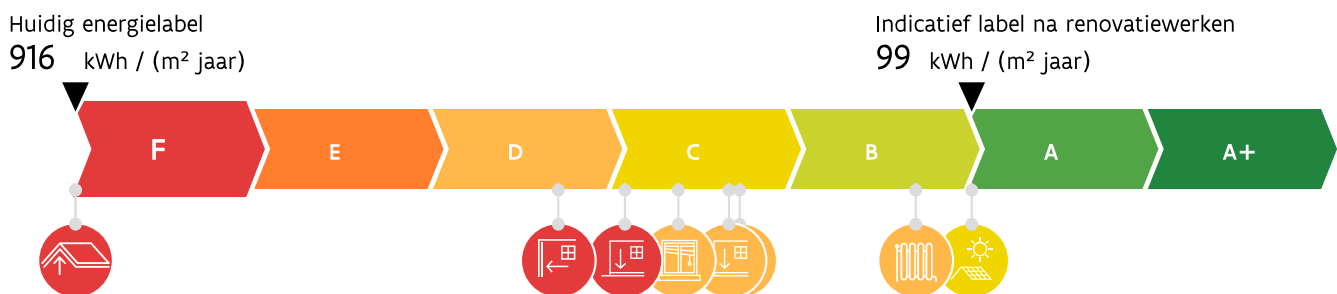 Huidig energielabel
916 kWh / (m² jaar)
Indicatief label na renovatiewerken
99 kWh / (m² jaar)
F E D C B A A+